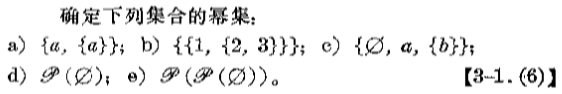 确定下列集合的幂集：
a) {a, {a}}; b) {{1, {2, 3}}}; c) {∅, a, {b}};
d) 𝒫(∅); e) 𝒫(𝒫(∅))。 【3-1.(6)】